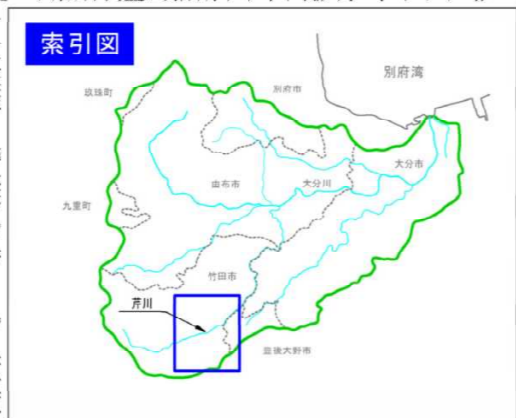 索引図
別府湾
玖珠町
別府市
大分市
由布市
大分川
九重町
竹田市
芹川
豊後大野市